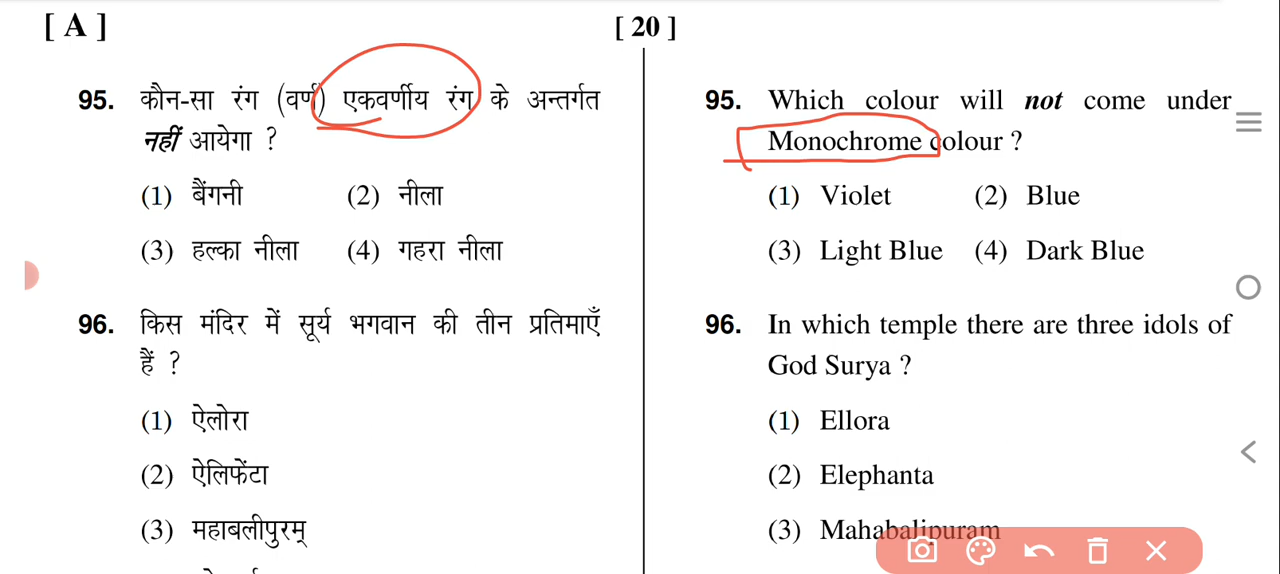 [ A ]
[ 20 ]
95. कौन-सा रंग (वर्ण) एकवर्णीय रंग के अन्तर्गत
नहीं आयेगा ?
(1) बैंगनी (2) नीला
(3) हल्का नीला (4) गहरा नीला
96. किस मंदिर में सूर्य भगवान की तीन प्रतिमाएँ
हैं ?
(1) ऐलोरा
(2) ऐलिफेंटा
(3) महाबलीपुरम्
95. Which colour will not come under
Monochrome colour ?
(1) Violet (2) Blue
(3) Light Blue (4) Dark Blue
96. In which temple there are three idols of
God Surya ?
(1) Ellora
(2) Elephanta
(3) Mahabalipuram